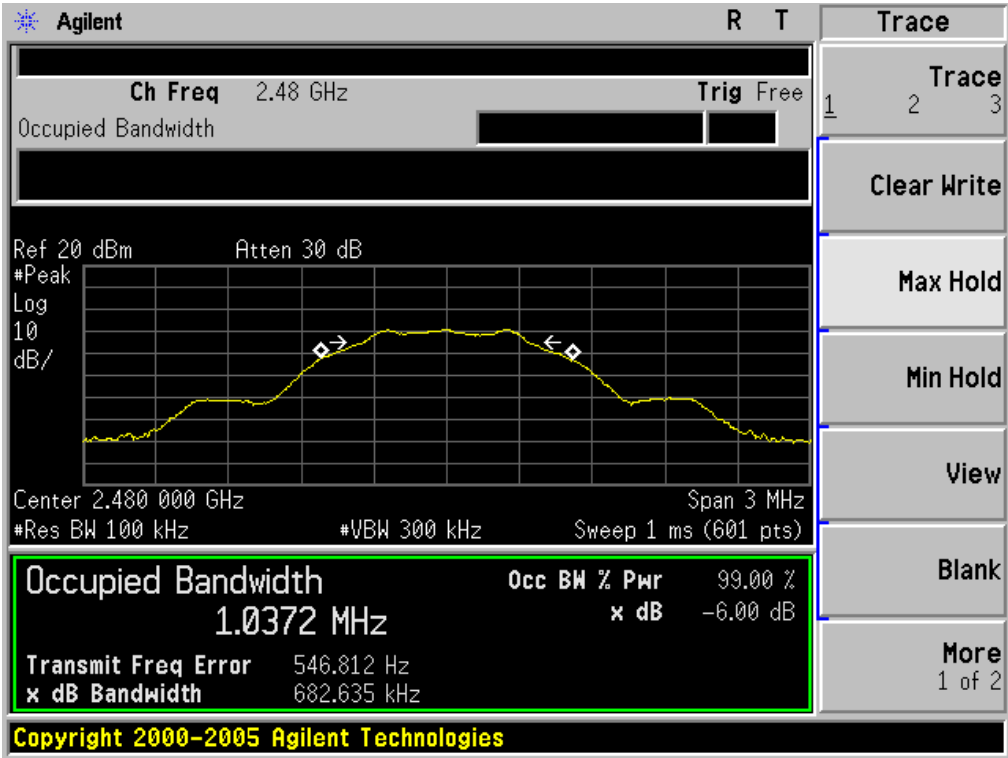 Agilent R T
Ch Freq 2.48 GHz Trig Free
Occupied Bandwidth
Ref 20 dBm Atten 30 dB
#Peak
Log
10
dB/
Center 2.480 000 GHz Span 3 MHz
#Res BW 100 kHz #VBW 300 kHz Sweep 1 ms (601 pts)
Occupied Bandwidth Occ BW % Pwr 99.00 %
1.0372 MHz x dB -6.00 dB
Transmit Freq Error 546.812 Hz
x dB Bandwidth 682.635 kHz
Copyright 2000-2005 Agilent Technologies
Trace
Trace
1 2 3
Clear Write
Max Hold
Min Hold
View
Blank
More
1 of 2